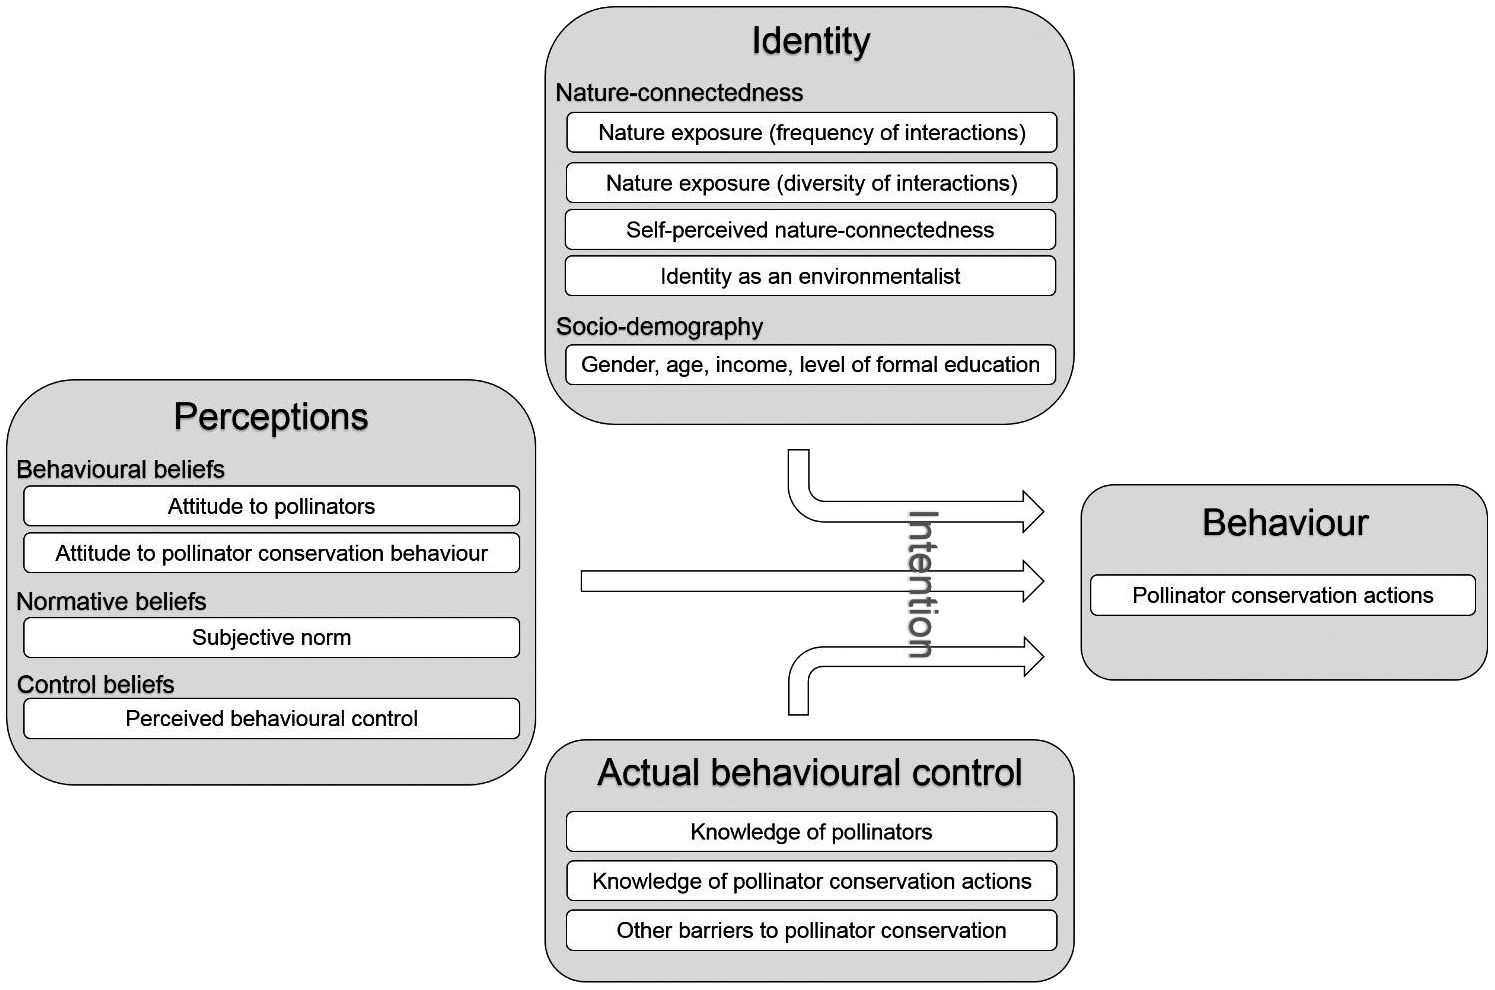 Identity
Nature-connectedness
Nature exposure (frequency of interactions)
Nature exposure (diversity of interactions)
Self-perceived nature-connectedness
Identity as an environmentalist
Socio-demography
Gender, age, income, level of formal education
Perceptions
Behavioural beliefs
Attitude to pollinators
Attitude to pollinator conservation behaviour
Normative beliefs
Subjective norm
Control beliefs
Perceived behavioural control
Intention
Behaviour
Pollinator conservation actions
Actual behavioural control
Knowledge of pollinators
Knowledge of pollinator conservation actions
Other barriers to pollinator conservation